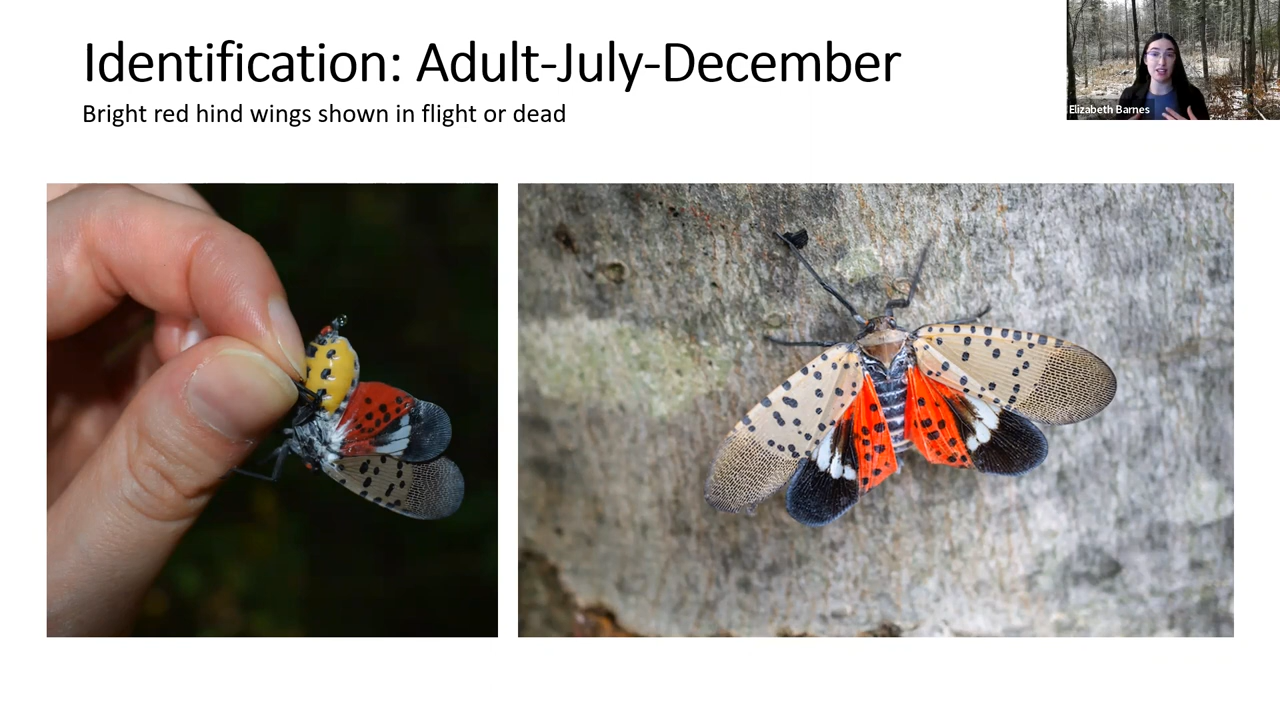 Identification: Adult-July-December
Bright red hind wings shown in flight or dead
Elizabeth Barnes